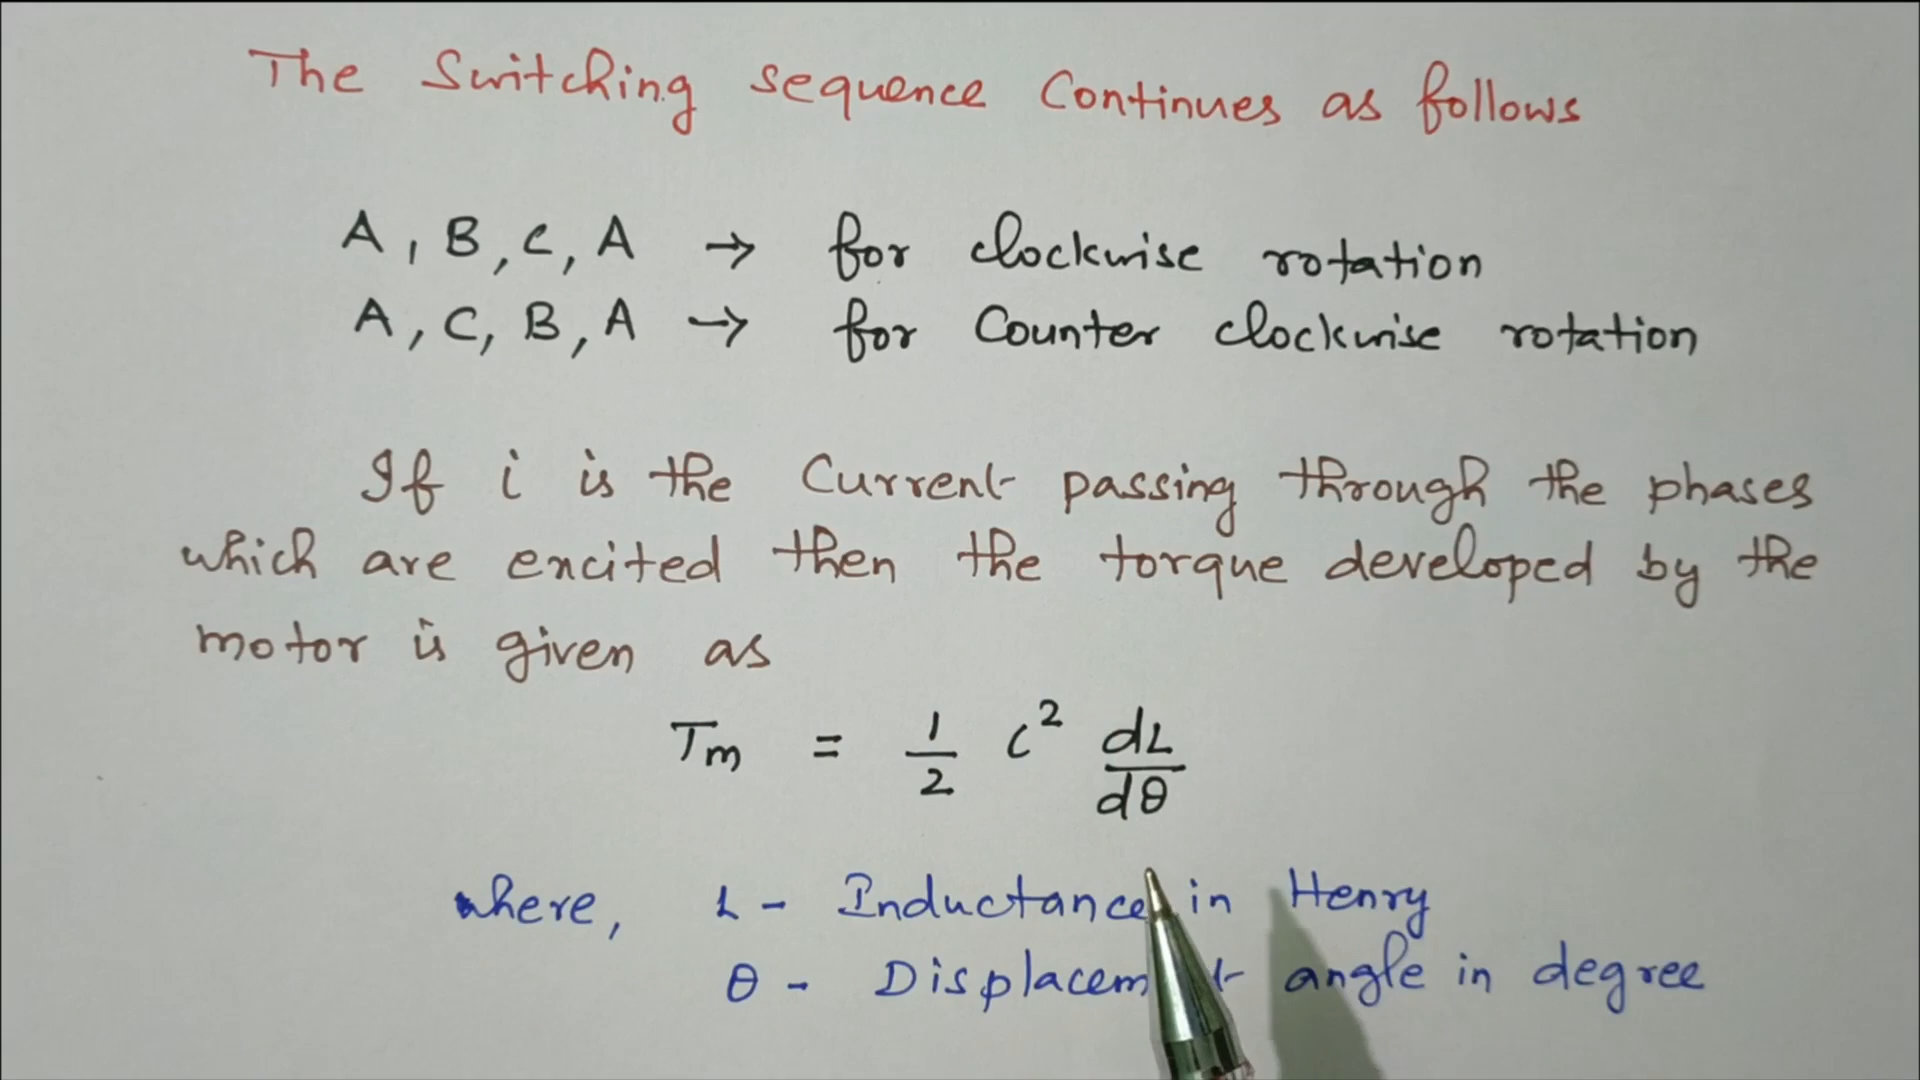 The Switching sequence Continues as follows
A, B, C, A → for clockwise rotation
A, C, B, A → for Counter clockwise rotation
If i is the Current passing through the phases
which are excited then the torque developed by the
motor is given as
Tm = 1/2 i² dL/dθ
where, L - Inductance in Henry
θ - Displacement angle in degree